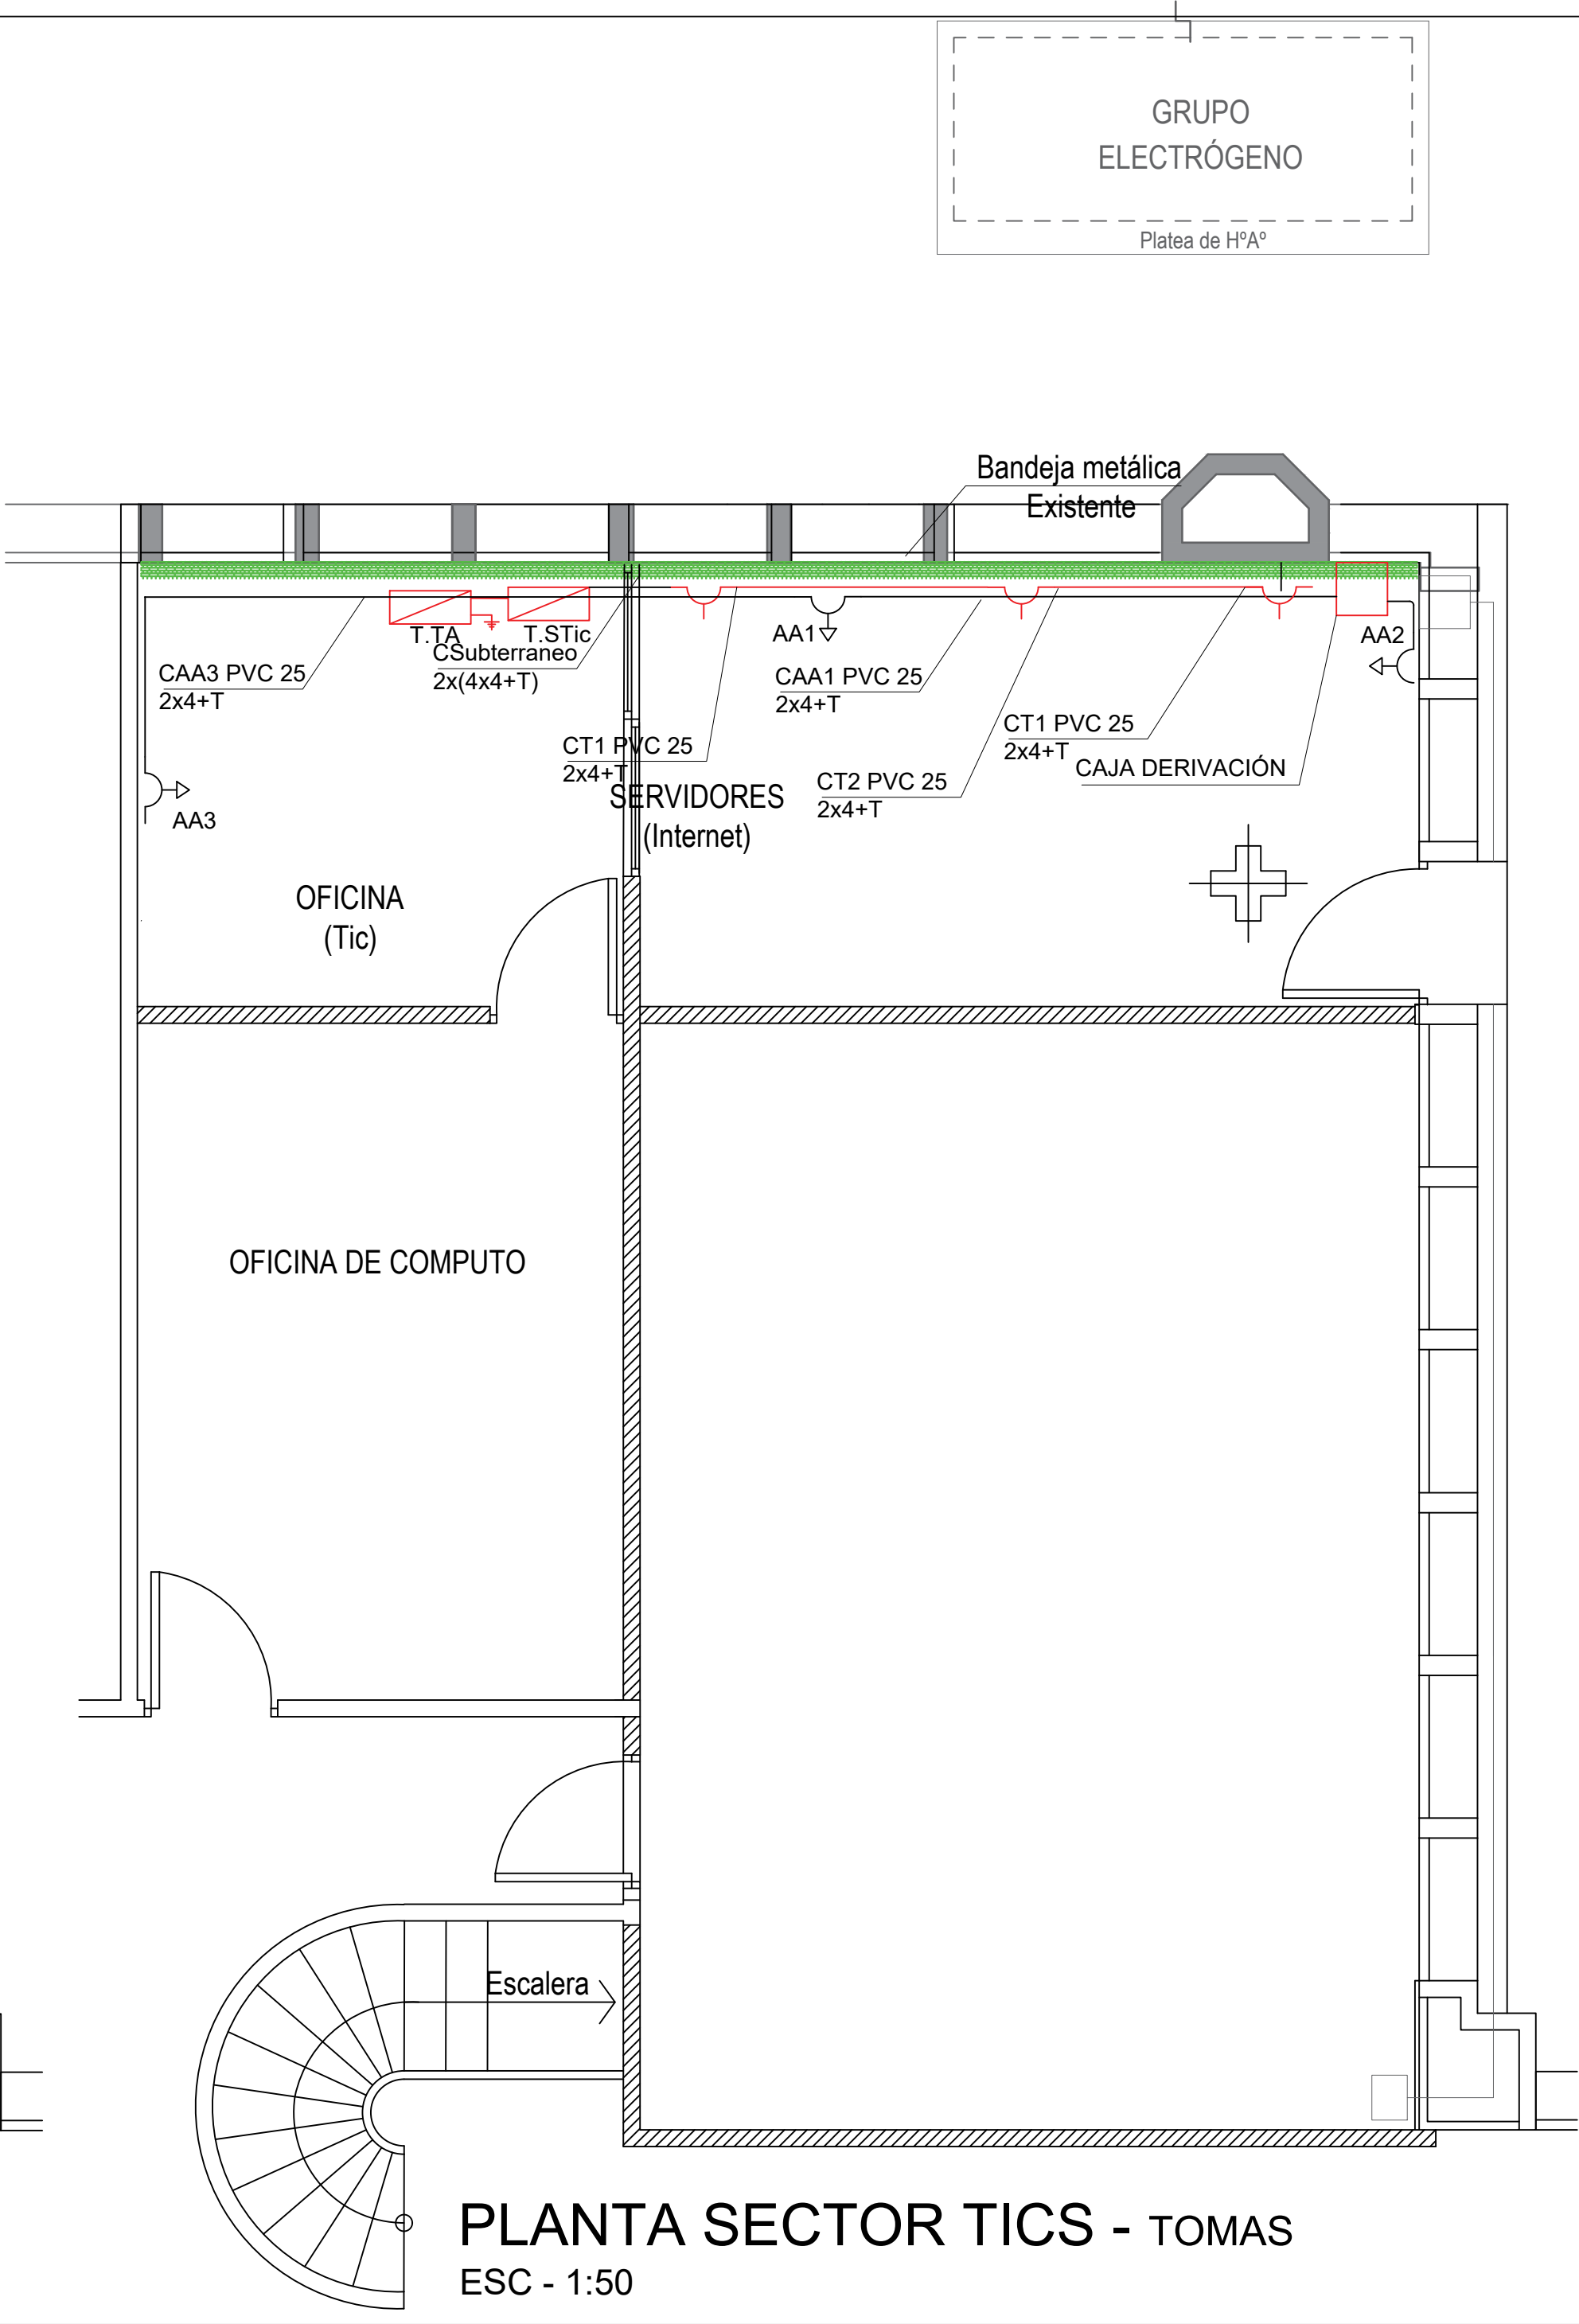 GRUPO
ELECTRÓGENO
Platea de HºAº
Bandeja metálica
Existente
T.TA
T.STic
CSubterraneo
2x(4x4+T)
AA1
AA2
CAA3 PVC 25
2x4+T
CAA1 PVC 25
2x4+T
CT1 PVC 25
2x4+T
CT1 PVC 25
2x4+T
CAJA DERIVACIÓN
CT2 PVC 25
2x4+T
SERVIDORES
(Internet)
AA3
OFICINA
(Tic)
OFICINA DE COMPUTO
Escalera
PLANTA SECTOR TICS - TOMAS
ESC - 1:50